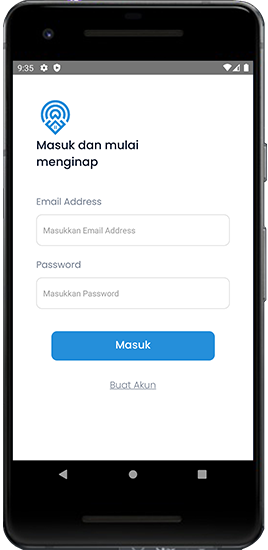 9:35
Masuk dan mulai
menginap
Email Address
Masukkan Email Address
Password
Masukkan Password
Masuk
Buat Akun